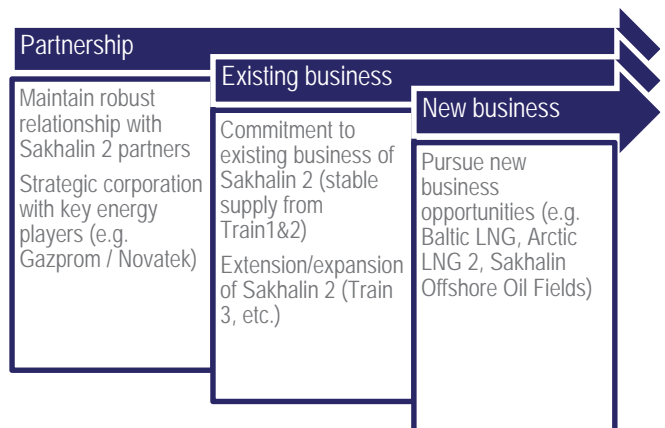 Partnership
Maintain robust
relationship with
Sakhalin 2 partners
Strategic corporation
with key energy
players (e.g.
Gazprom / Novatek)
Existing business
Commitment to
existing business of
Sakhalin 2 (stable
supply from
Train1&2)
Extension/expansion
of Sakhalin 2 (Train
3, etc.)
New business
Pursue new
business
opportunities (e.g.
Baltic LNG, Arctic
LNG 2, Sakhalin
Offshore Oil Fields)